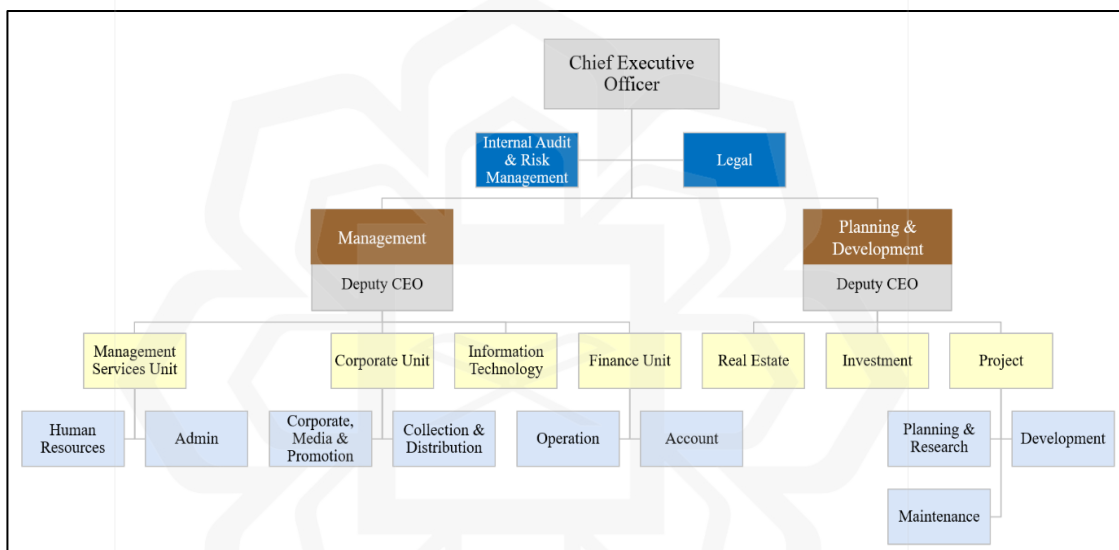 Chief Executive
Officer
Internal Audit
& Risk
Management
Legal
Management
Deputy CEO
Planning &
Development
Deputy CEO
Management
Services Unit
Corporate Unit
Information
Technology
Finance Unit
Real Estate
Investment
Project
Human
Resources
Admin
Corporate,
Media &
Promotion
Collection &
Distribution
Operation
Account
Planning &
Research
Development
Maintenance